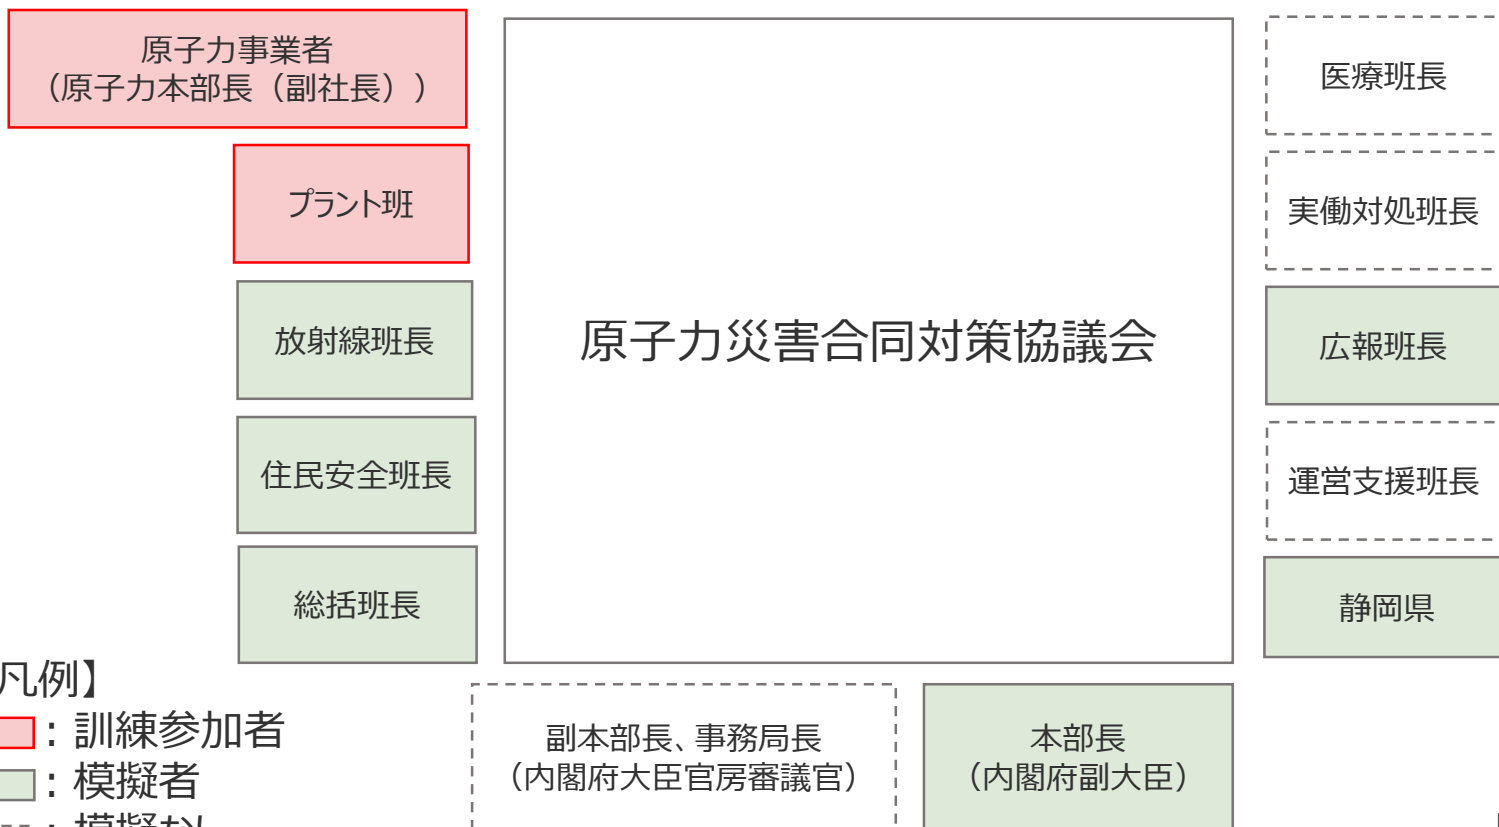 原子力事業者
（原子力本部長（副社長））
プラント班
放射線班長
住民安全班長
総括班長
原子力災害合同対策協議会
医療班長
実働対処班長
広報班長
運営支援班長
静岡県
副本部長、事務局長
（内閣府大臣官房審議官）
本部長
（内閣府副大臣）
凡例】
：訓練参加者
：模擬者
：模擬なし